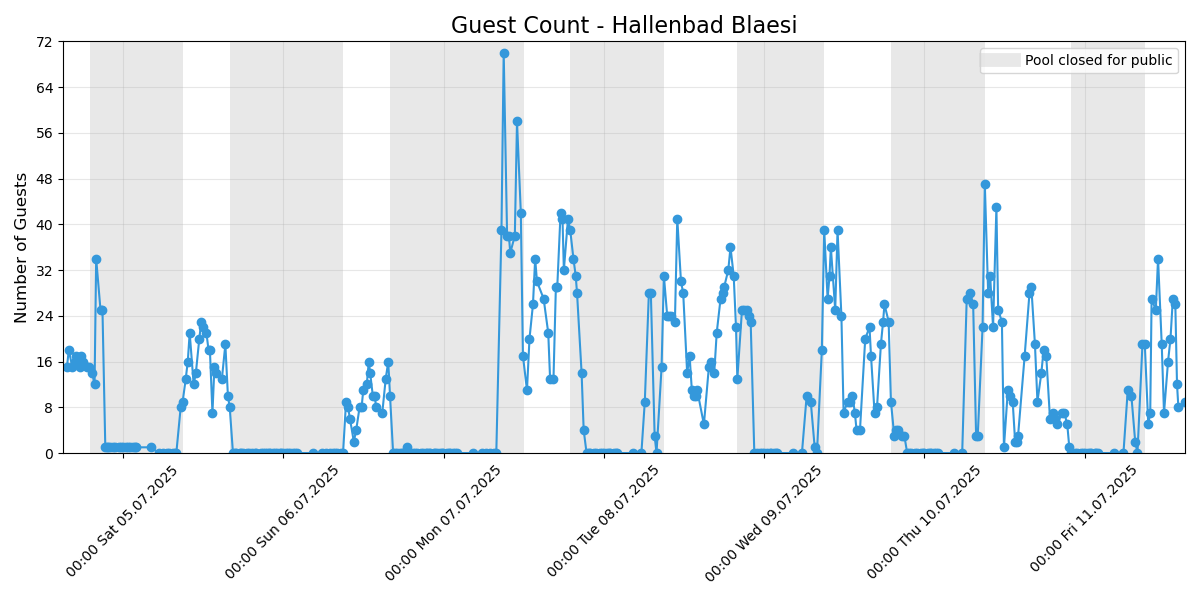 Guest Count - Hallenbad Blaesi
Pool closed for public
Number of Guests
72
64
56
48
40
32
24
16
8
0
00:00 Sat 05.07.2025
00:00 Sun 06.07.2025
00:00 Mon 07.07.2025
00:00 Tue 08.07.2025
00:00 Wed 09.07.2025
00:00 Thu 10.07.2025
00:00 Fri 11.07.2025